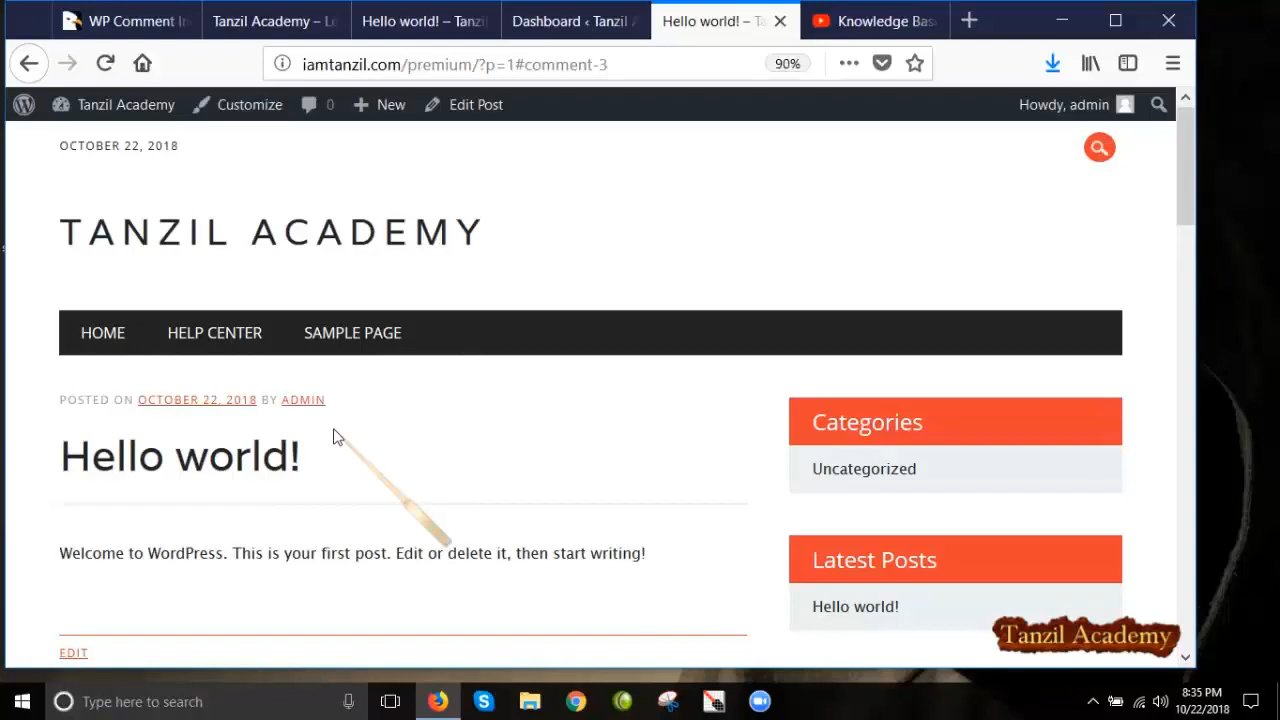 WP Comment In
Tanzil Academy – Le
Hello world! – Tanzil
Dashboard ‹ Tanzil A
Hello world! – T
Knowledge Bas
iamtanzil.com/premium/?p=1#comment-3
90%
Tanzil Academy
Customize
0
New
Edit Post
Howdy, admin
OCTOBER 22, 2018
TANZIL ACADEMY
HOME
HELP CENTER
SAMPLE PAGE
POSTED ON OCTOBER 22, 2018 BY ADMIN
Hello world!
Welcome to WordPress. This is your first post. Edit or delete it, then start writing!
EDIT
Categories
Uncategorized
Latest Posts
Hello world!
Tanzil Academy
Type here to search
8:35 PM
10/22/2018